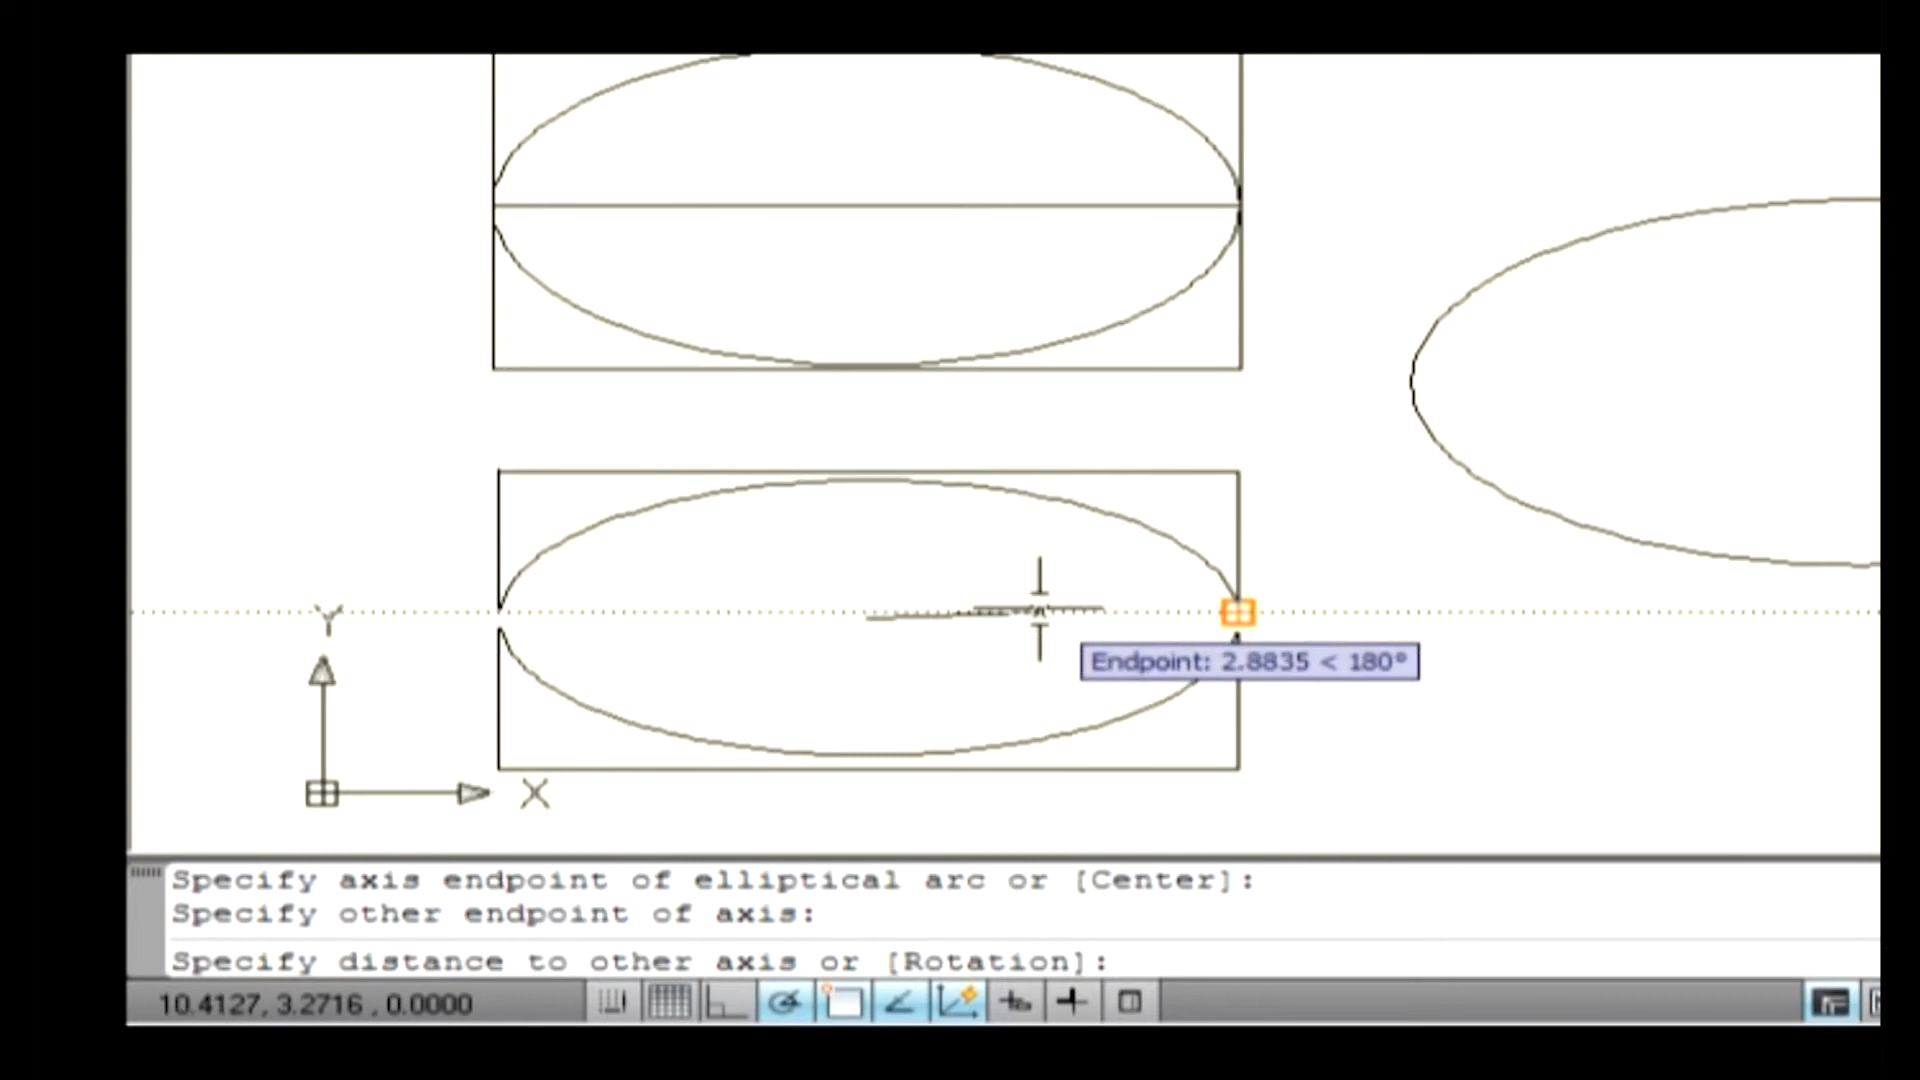 Y
Endpoint: 2.8835 < 180°
X
Specify axis endpoint of elliptical arc or [Center]:
Specify other endpoint of axis:
Specify distance to other axis or [Rotation]:
10.4127, 3.2716 , 0.0000